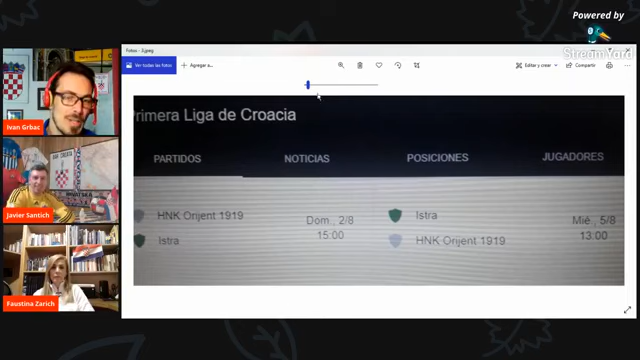 Powered by
StreamYard
Fotos - 3.jpeg
Ver todas las fotos
Agregar a...
Editar y crear
Compartir
Primera Liga de Croacia
PARTIDOS NOTICIAS POSICIONES JUGADORES
HNK Orijent 1919
Istra
Dom., 2/8
15:00
Istra
HNK Orijent 1919
Mié., 5/8
13:00
Ivan Grbac
Javier Santich
Faustina Zarich